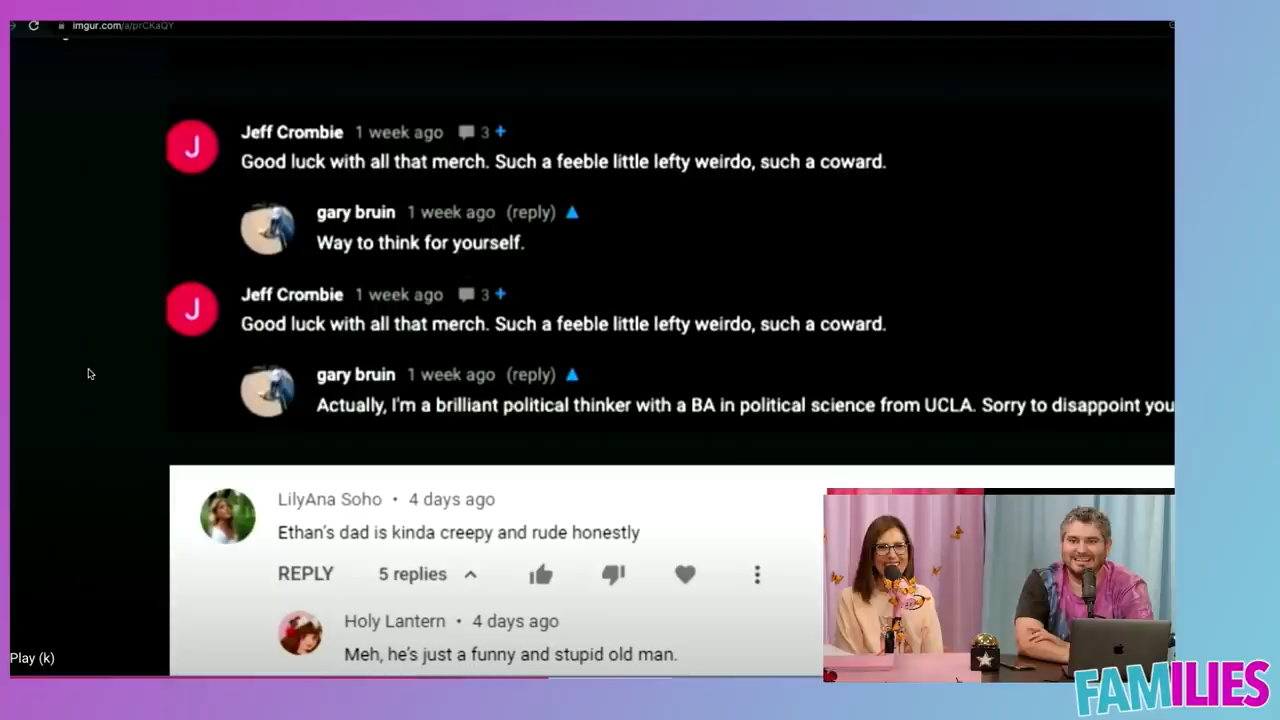 imgur.com/a/prCKaQY
Jeff Crombie 1 week ago 3 +
Good luck with all that merch. Such a feeble little lefty weirdo, such a coward.
gary bruin 1 week ago (reply)
Way to think for yourself.
Jeff Crombie 1 week ago 3 +
Good luck with all that merch. Such a feeble little lefty weirdo, such a coward.
gary bruin 1 week ago (reply)
Actually, I'm a brilliant political thinker with a BA in political science from UCLA. Sorry to disappoint you
LilyAna Soho • 4 days ago
Ethan's dad is kinda creepy and rude honestly
REPLY 5 replies
Holy Lantern • 4 days ago
Meh, he's just a funny and stupid old man.
Play (k)
FAMILIES
J
J